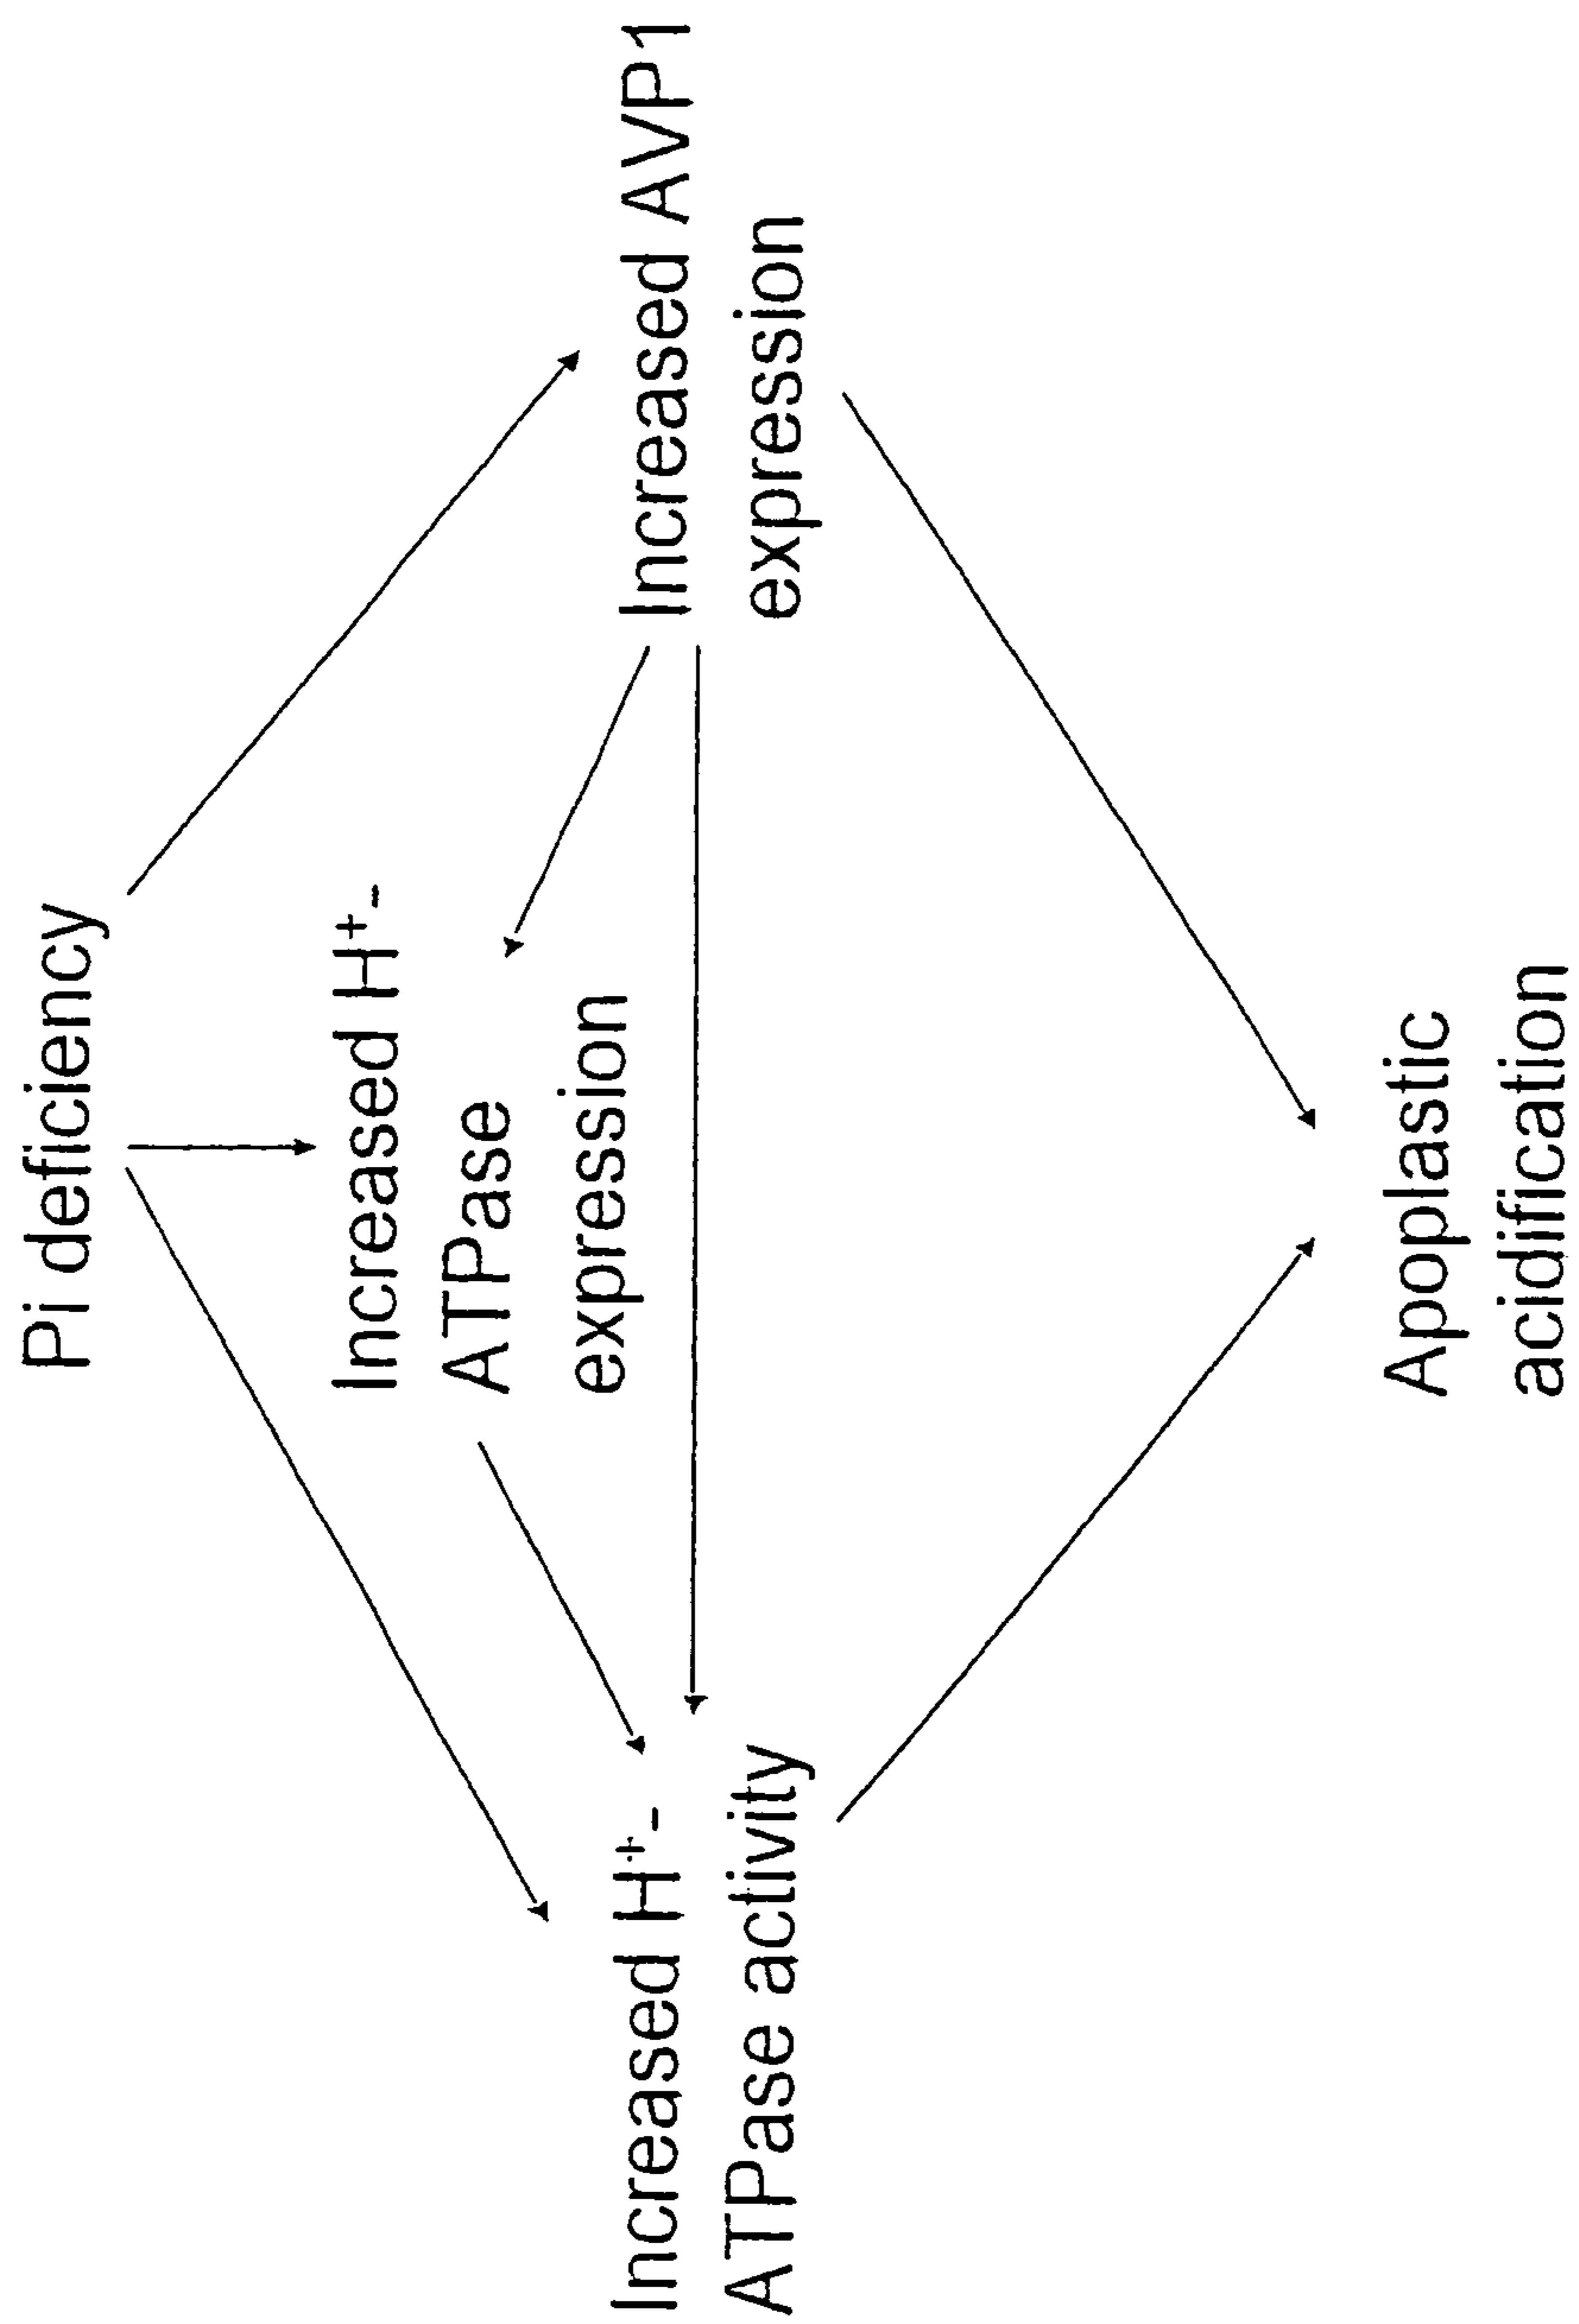 Pi deficiency
Increased H⁺-
ATPase
expression
Increased H⁺-
ATPase activity
Increased AVP1
expression
Apoplastic
acidification